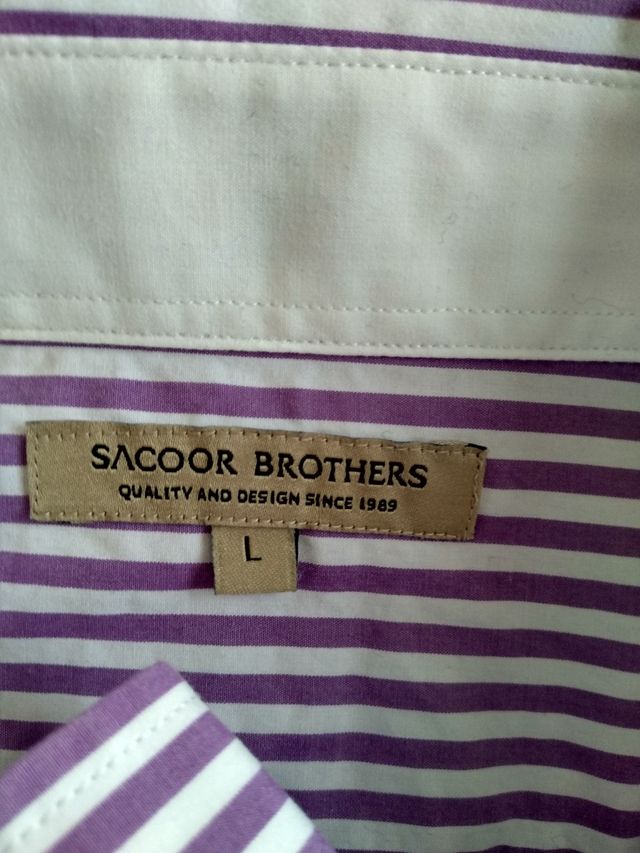 SACOOR BROTHERS
QUALITY AND DESIGN SINCE 1989
L